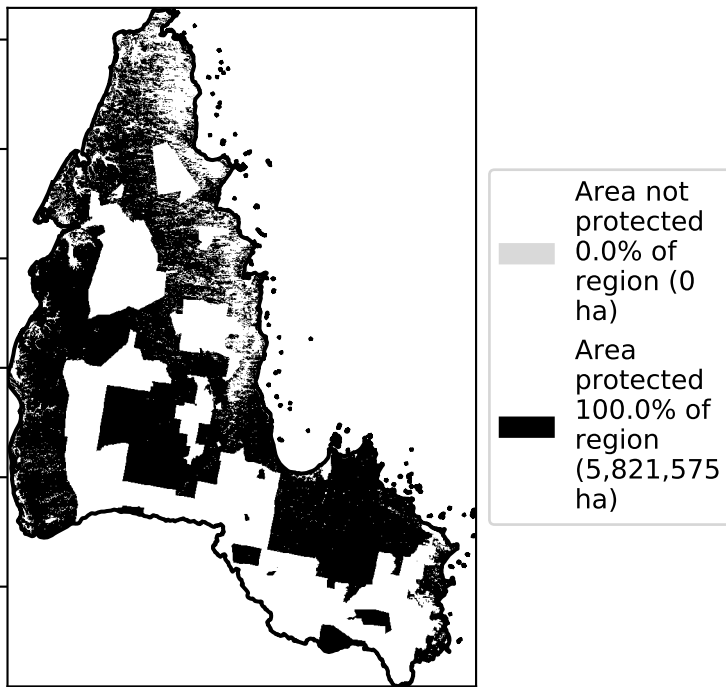 Area not
protected
0.0% of
region (0
ha)
Area
protected
100.0% of
region
(5,821,575
ha)